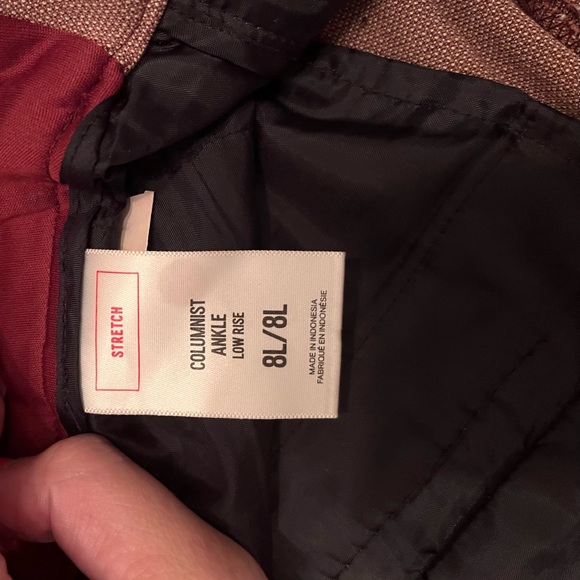 STRETCH
COLUMNIST
ANKLE
LOW RISE
8L/8L
MADE IN INDONESIA
FABRIQUÉ EN INDONÉSIE